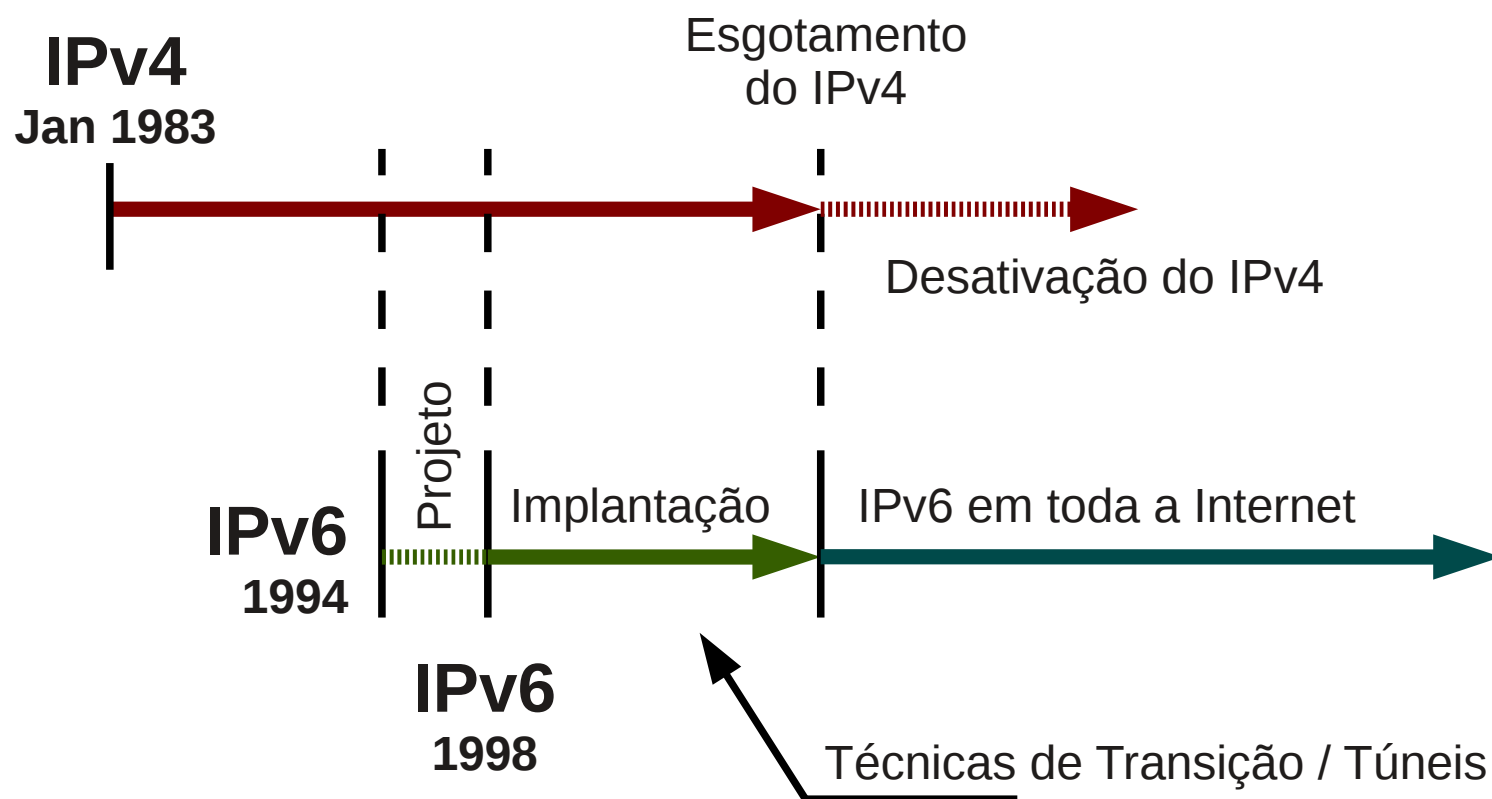 IPv4
Jan 1983
Esgotamento
do IPv4
Desativação do IPv4
Projeto
IPv6
1994
Implantação
IPv6 em toda a Internet
IPv6
1998
Técnicas de Transição / Túneis